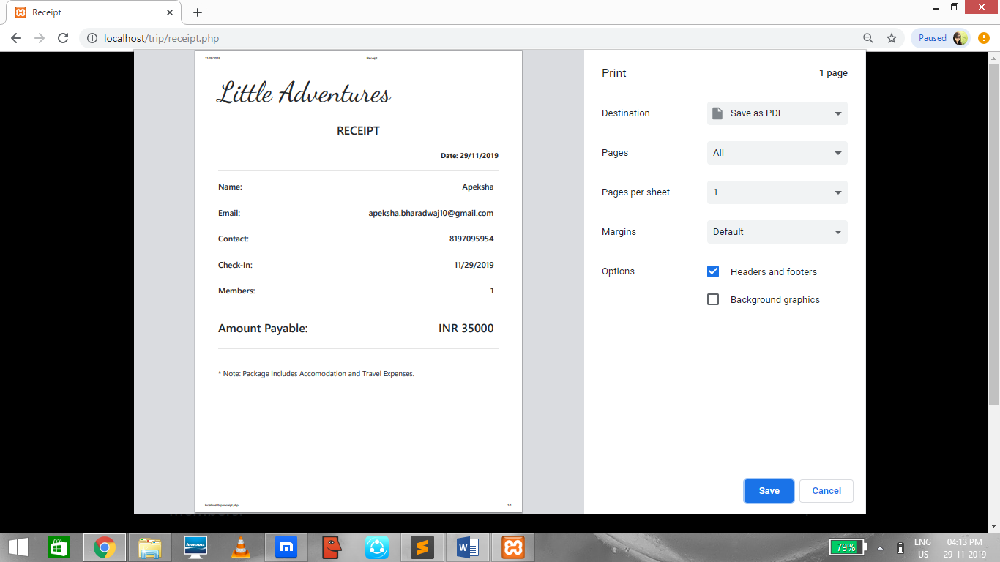 Receipt
localhost/trip/receipt.php
Paused
11/29/2019 Receipt
Little Adventures
RECEIPT
Date: 29/11/2019
Name: Apeksha
Email: apeksha.bharadwaj10@gmail.com
Contact: 8197095954
Check-In: 11/29/2019
Members: 1
Amount Payable: INR 35000
* Note: Package includes Accomodation and Travel Expenses.
localhost/trip/receipt.php 1/1
Print 1 page
Destination Save as PDF
Pages All
Pages per sheet 1
Margins Default
Options Headers and footers
Background graphics
Save Cancel
lenovo
79%
ENG
US
04:13 PM
29-11-2019